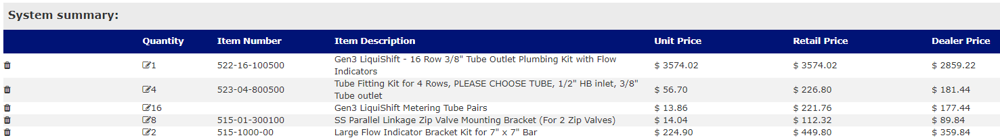 System summary:
Quantity Item Number Item Description Unit Price Retail Price Dealer Price
1 522-16-100500 Gen3 LiquiShift - 16 Row 3/8" Tube Outlet Plumbing Kit with Flow Indicators $ 3574.02 $ 3574.02 $ 2859.22
4 523-04-800500 Tube Fitting Kit for 4 Rows, PLEASE CHOOSE TUBE, 1/2" HB inlet, 3/8" Tube outlet $ 56.70 $ 226.80 $ 181.44
16 Gen3 LiquiShift Metering Tube Pairs $ 13.86 $ 221.76 $ 177.44
8 515-01-300100 SS Parallel Linkage Zip Valve Mounting Bracket (For 2 Zip Valves) $ 14.04 $ 112.32 $ 89.84
2 515-1000-00 Large Flow Indicator Bracket Kit for 7" x 7" Bar $ 224.90 $ 449.80 $ 359.84